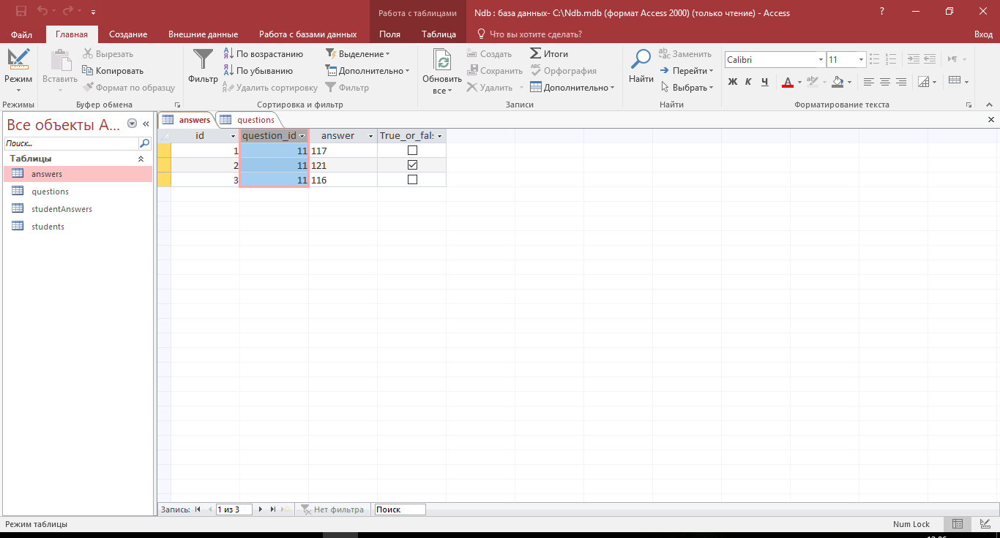 Работа с таблицами
Ndb : база данных- C:\Ndb.mdb (формат Access 2000) (только чтение) - Access
?
Файл Главная Создание Внешние данные Работа с базами данных Поля Таблица Что вы хотите сделать? Вход
Вырезать
Копировать
Формат по образцу
Режим
Вставить
Фильтр
По возрастанию
По убыванию
Удалить сортировку
Выделение
Дополнительно
Фильтр
Обновить
все
Создать
Сохранить
Удалить
Итоги
Орфография
Дополнительно
Найти
Заменить
Перейти
Выбрать
Calibri 11
Ж К Ч
Режимы Буфер обмена Сортировка и фильтр Записи Найти Форматирование текста
Все объекты A...
Поиск...
Таблицы
answers
questions
studentAnswers
students
answers questions
id question_id answer True_or_fals
1 11 117
2 11 121
3 11 116
Запись: 1 из 3 Нет фильтра Поиск
Режим таблицы Num Lock